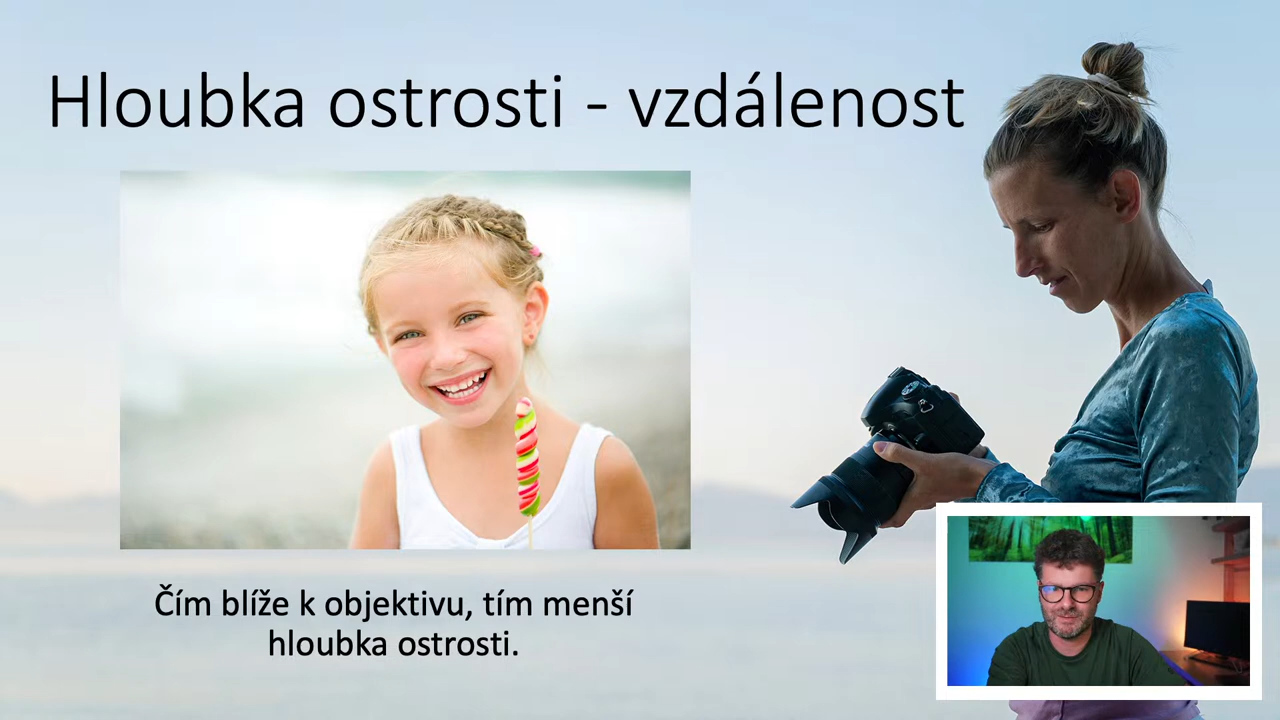 Hloubka ostrosti - vzdálenost
Čím blíže k objektivu, tím menší
hloubka ostrosti.